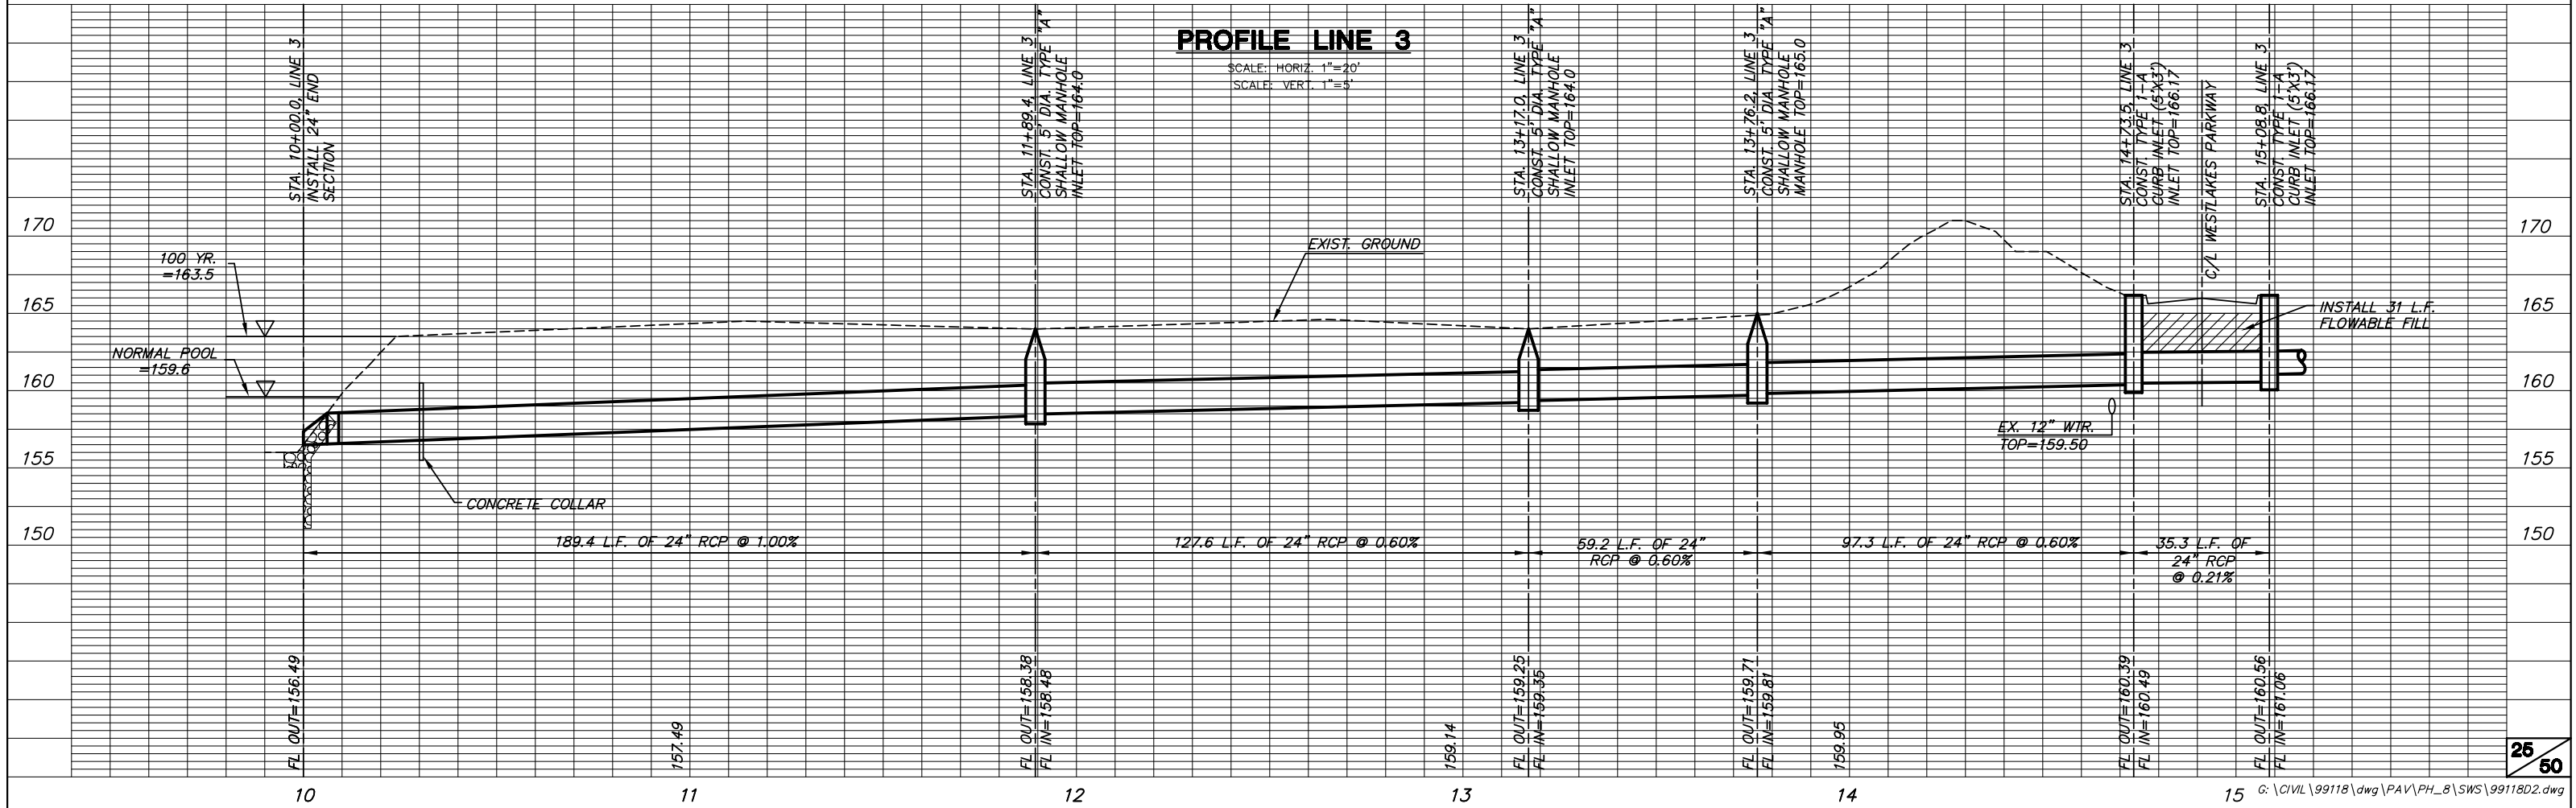 PROFILE LINE 3
SCALE: HORIZ. 1"=20'
SCALE: VERT. 1"=5'
STA. 10+00.0, LINE 3
INSTALL 24" END
SECTION
STA. 11+89.4, LINE 3
CONST. 5' DIA. TYPE "A"
SHALLOW MANHOLE
INLET TOP=164.0
STA. 13+17.0, LINE 3
CONST. 5' DIA. TYPE "A"
SHALLOW MANHOLE
INLET TOP=164.0
STA. 13+76.2, LINE 3
CONST. 5' DIA. TYPE "A"
SHALLOW MANHOLE
MANHOLE TOP=165.0
STA. 14+73.5, LINE 3
CONST. TYPE 1-A
CURB INLET (5'X3')
INLET TOP=166.17
C/L WESTLAKES PARKWAY
STA. 15+08.8, LINE 3
CONST. TYPE 1-A
CURB INLET (5'X3')
INLET TOP=166.17
170
170
100 YR.
=163.5
EXIST. GROUND
165
165
INSTALL 31 L.F.
FLOWABLE FILL
NORMAL POOL
=159.6
160
160
EX. 12" WTR.
TOP=159.50
155
155
CONCRETE COLLAR
150
150
189.4 L.F. OF 24" RCP @ 1.00%
127.6 L.F. OF 24" RCP @ 0.60%
59.2 L.F. OF 24"
RCP @ 0.60%
97.3 L.F. OF 24" RCP @ 0.60%
35.3 L.F. OF
24" RCP
@ 0.21%
FL OUT=156.49
157.49
FL OUT=158.38
FL IN=158.48
159.14
FL OUT=159.25
FL IN=159.35
FL OUT=159.71
FL IN=159.81
159.95
FL OUT=160.39
FL IN=160.49
FL OUT=160.56
FL IN=161.06
25
50
10
11
12
13
14
15
G:\CIVIL\99118\dwg\PAV\PH_8\SWS\99118D2.dwg